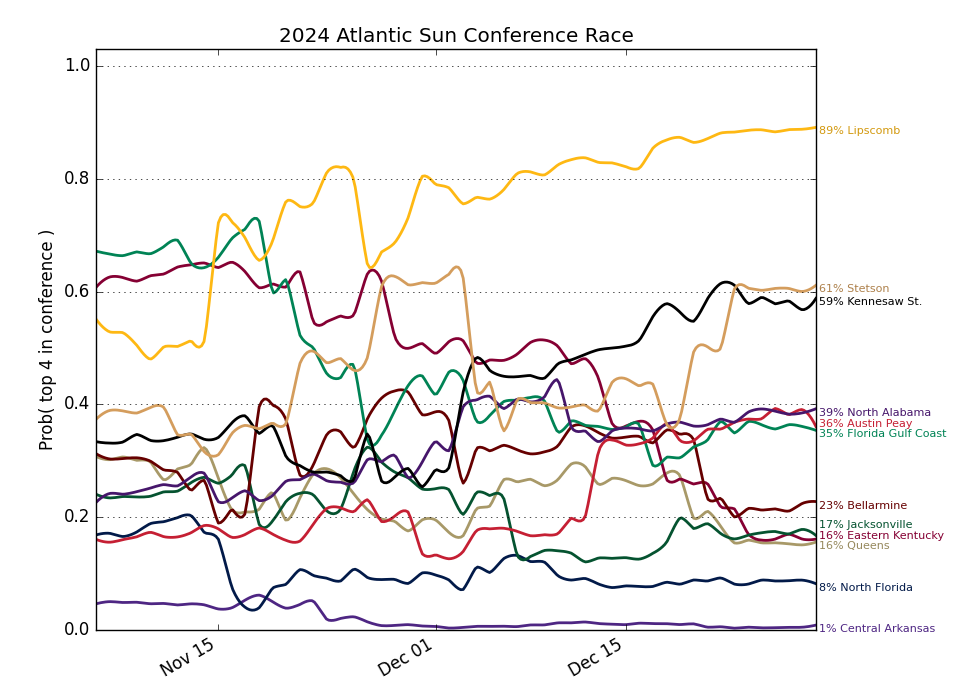 2024 Atlantic Sun Conference Race
Prob( top 4 in conference )
1.0
0.8
0.6
0.4
0.2
0.0
Nov 15
Dec 01
Dec 15
89% Lipscomb
61% Stetson
59% Kennesaw St.
39% North Alabama
36% Austin Peay
35% Florida Gulf Coast
23% Bellarmine
17% Jacksonville
16% Eastern Kentucky
16% Queens
8% North Florida
1% Central Arkansas